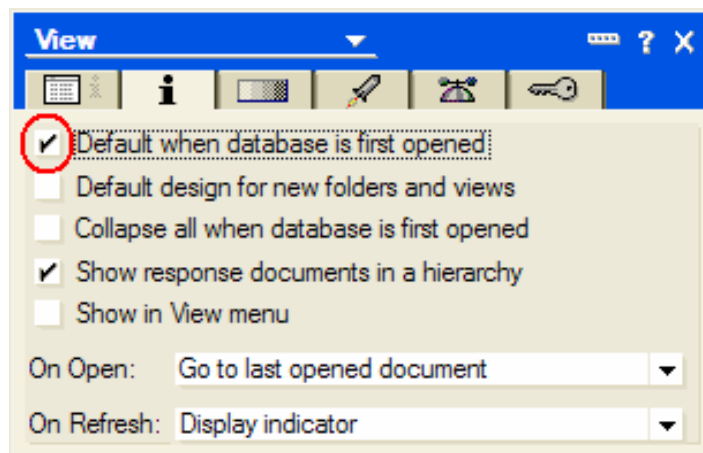 View
? X
i
Default when database is first opened
Default design for new folders and views
Collapse all when database is first opened
Show response documents in a hierarchy
Show in View menu
On Open: Go to last opened document
On Refresh: Display indicator